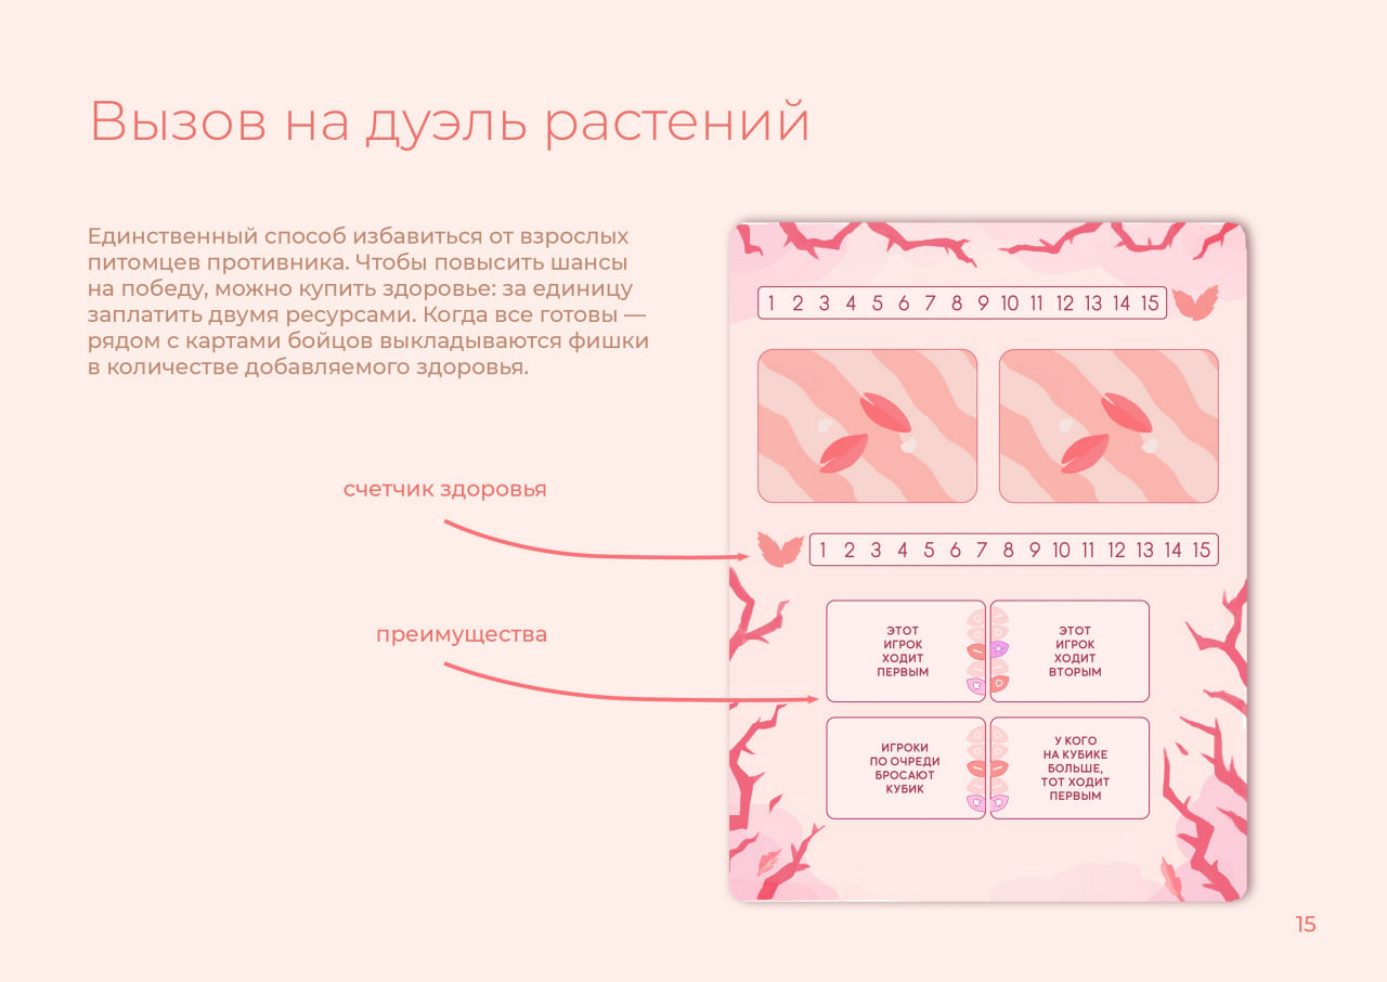 Вызов на дуэль растений
Единственный способ избавиться от взрослых
питомцев противника. Чтобы повысить шансы
на победу, можно купить здоровье: за единицу
заплатить двумя ресурсами. Когда все готовы —
рядом с картами бойцов выкладываются фишки
в количестве добавляемого здоровья.
1 2 3 4 5 6 7 8 9 10 11 12 13 14 15
счетчик здоровья
1 2 3 4 5 6 7 8 9 10 11 12 13 14 15
преимущества
ЭТОТ
ИГРОК
ХОДИТ
ПЕРВЫМ
ЭТОТ
ИГРОК
ХОДИТ
ВТОРЫМ
ИГРОКИ
ПО ОЧРЕДИ
БРОСАЮТ
КУБИК
У КОГО
НА КУБИКЕ
БОЛЬШЕ,
ТОТ ХОДИТ
ПЕРВЫМ
15